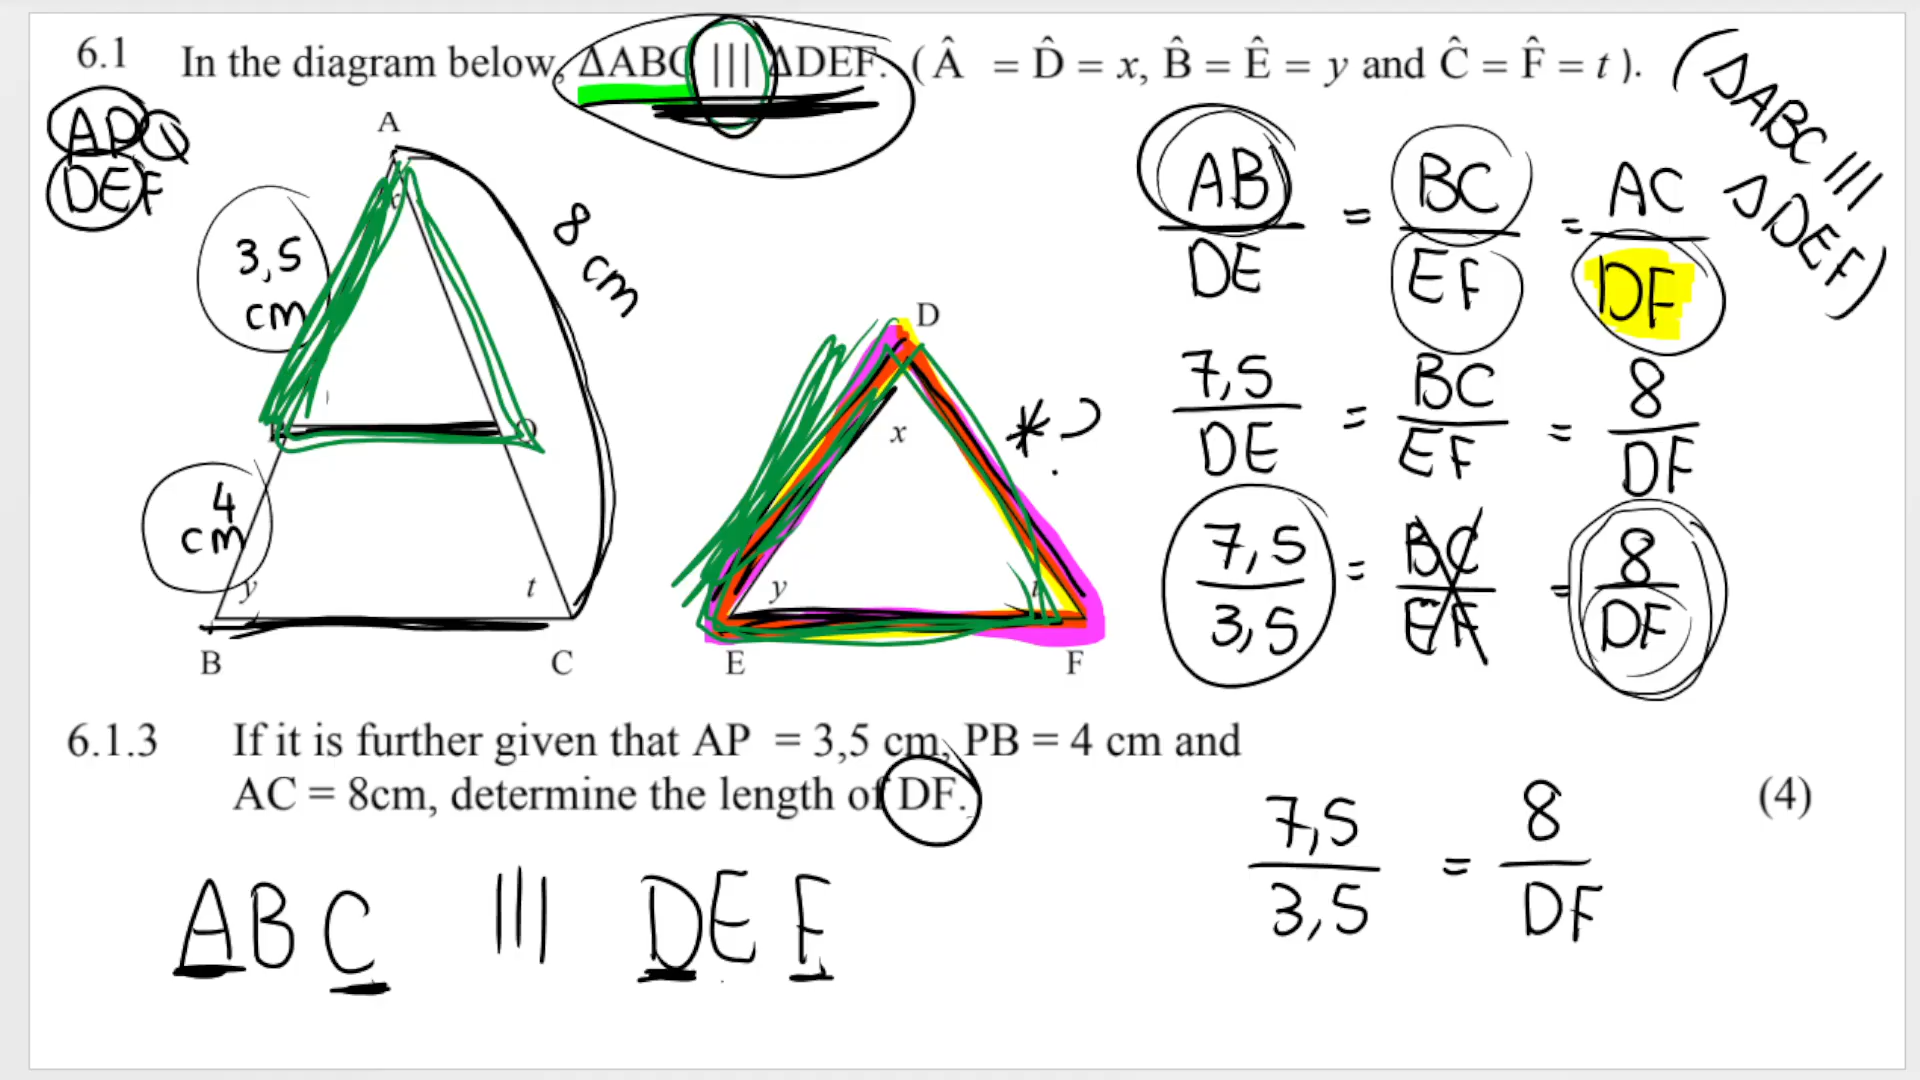 6.1 In the diagram below, ΔABC ||| ΔDEF. ( Â = D̂ = x, B̂ = Ê = y and Ĉ = F̂ = t ).
(ΔABC |||
ΔDEF)
APQ
DEF
A
3,5
cm
8 cm
4
cm
y
t
B
C
D
x
y
E
F
* ?
AB/DE = BC/EF = AC/DF
7,5/DE = BC/EF = 8/DF
7,5/3,5 = BC/EF = 8/DF
6.1.3 If it is further given that AP = 3,5 cm, PB = 4 cm and
AC = 8cm, determine the length of DF. (4)
ABC ||| DEF
7,5/3,5 = 8/DF